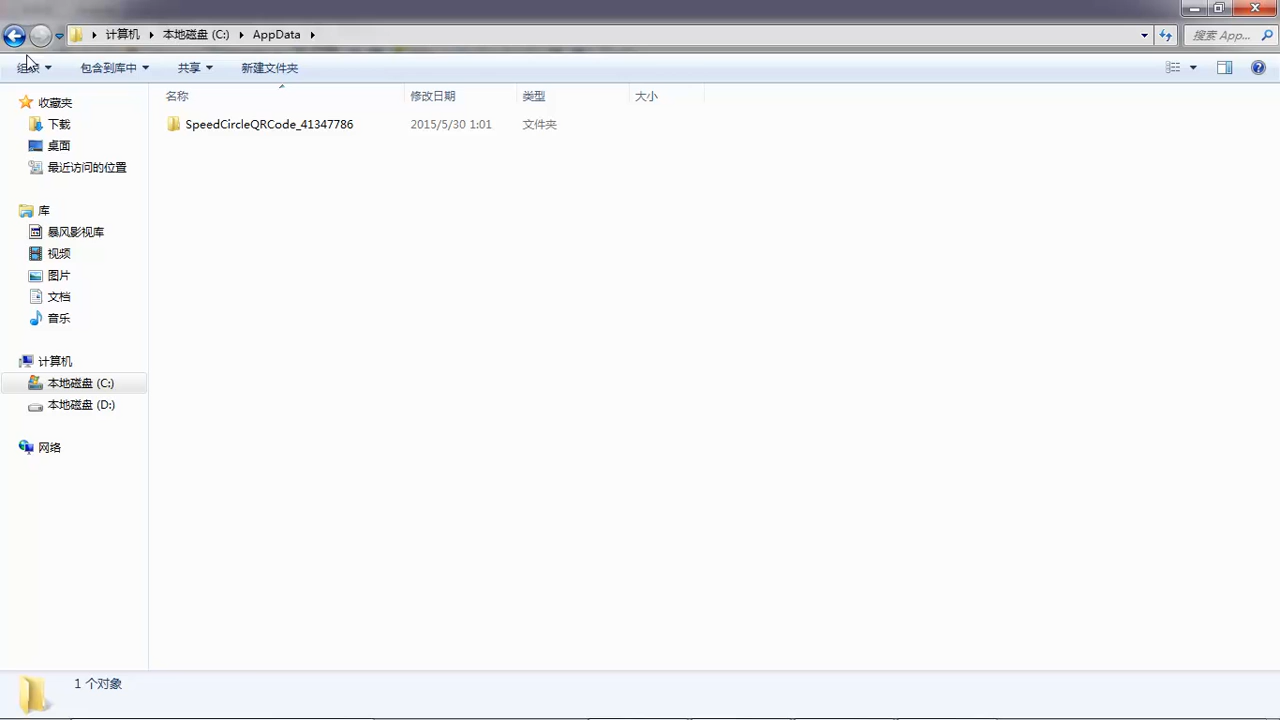 计算机 本地磁盘 (C:) AppData 搜索 App...
组织 包含到库中 共享 新建文件夹
名称 修改日期 类型 大小
SpeedCircleQRCode_41347786 2015/5/30 1:01 文件夹
收藏夹
下载
桌面
最近访问的位置
库
暴风影视库
视频
图片
文档
音乐
计算机
本地磁盘 (C:)
本地磁盘 (D:)
网络
1 个对象